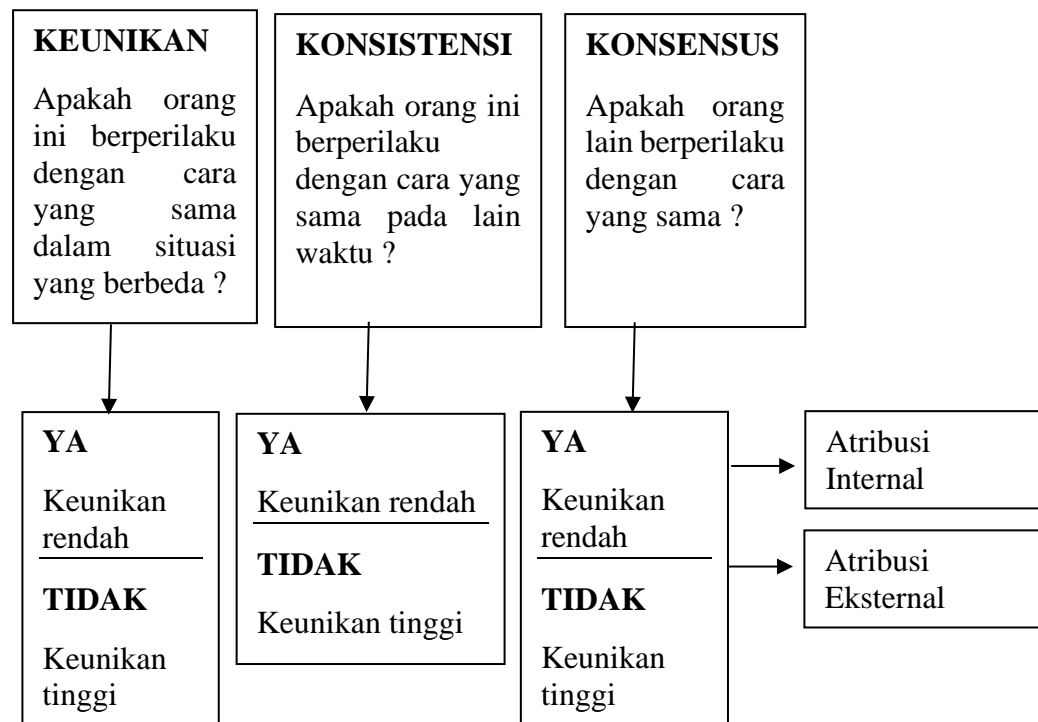 KEUNIKAN
Apakah orang
ini berperilaku
dengan cara
yang sama
dalam situasi
yang berbeda ?
KONSISTENSI
Apakah orang ini
berperilaku
dengan cara yang
sama pada lain
waktu ?
KONSENSUS
Apakah orang
lain berperilaku
dengan cara
yang sama ?
YA
Keunikan
rendah
TIDAK
Keunikan
tinggi
YA
Keunikan rendah
TIDAK
Keunikan tinggi
YA
Keunikan
rendah
TIDAK
Keunikan
tinggi
Atribusi
Internal
Atribusi
Eksternal